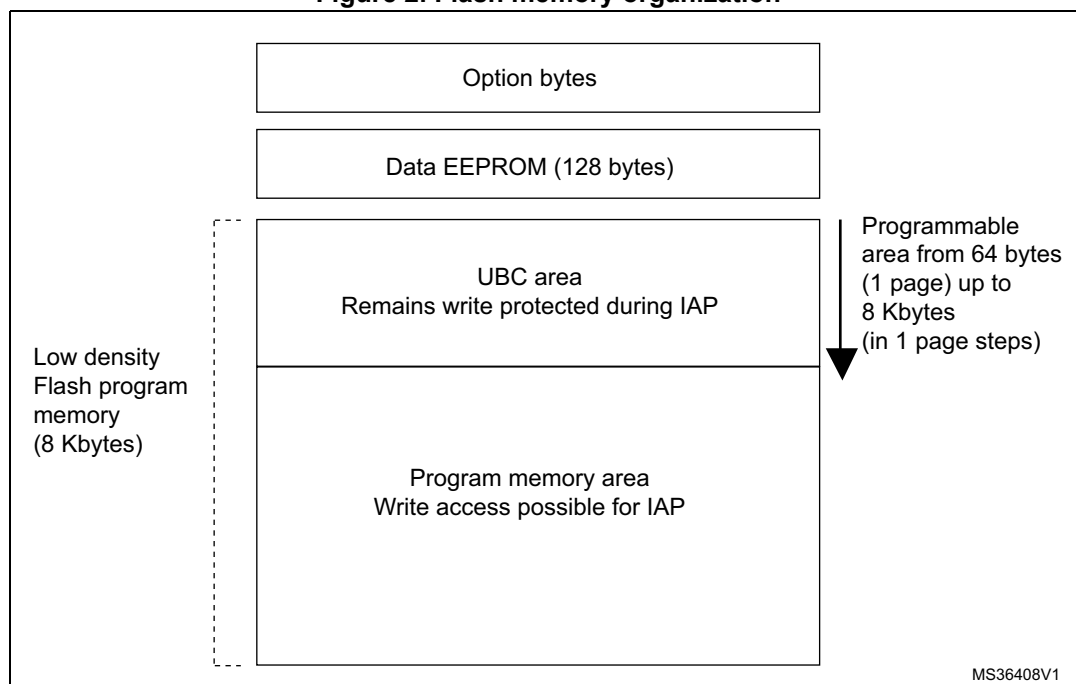 Figure 2. Flash memory organization
Option bytes
Data EEPROM (128 bytes)
Programmable
area from 64 bytes
(1 page) up to
8 Kbytes
(in 1 page steps)
UBC area
Remains write protected during IAP
Low density
Flash program
memory
(8 Kbytes)
Program memory area
Write access possible for IAP
MS36408V1